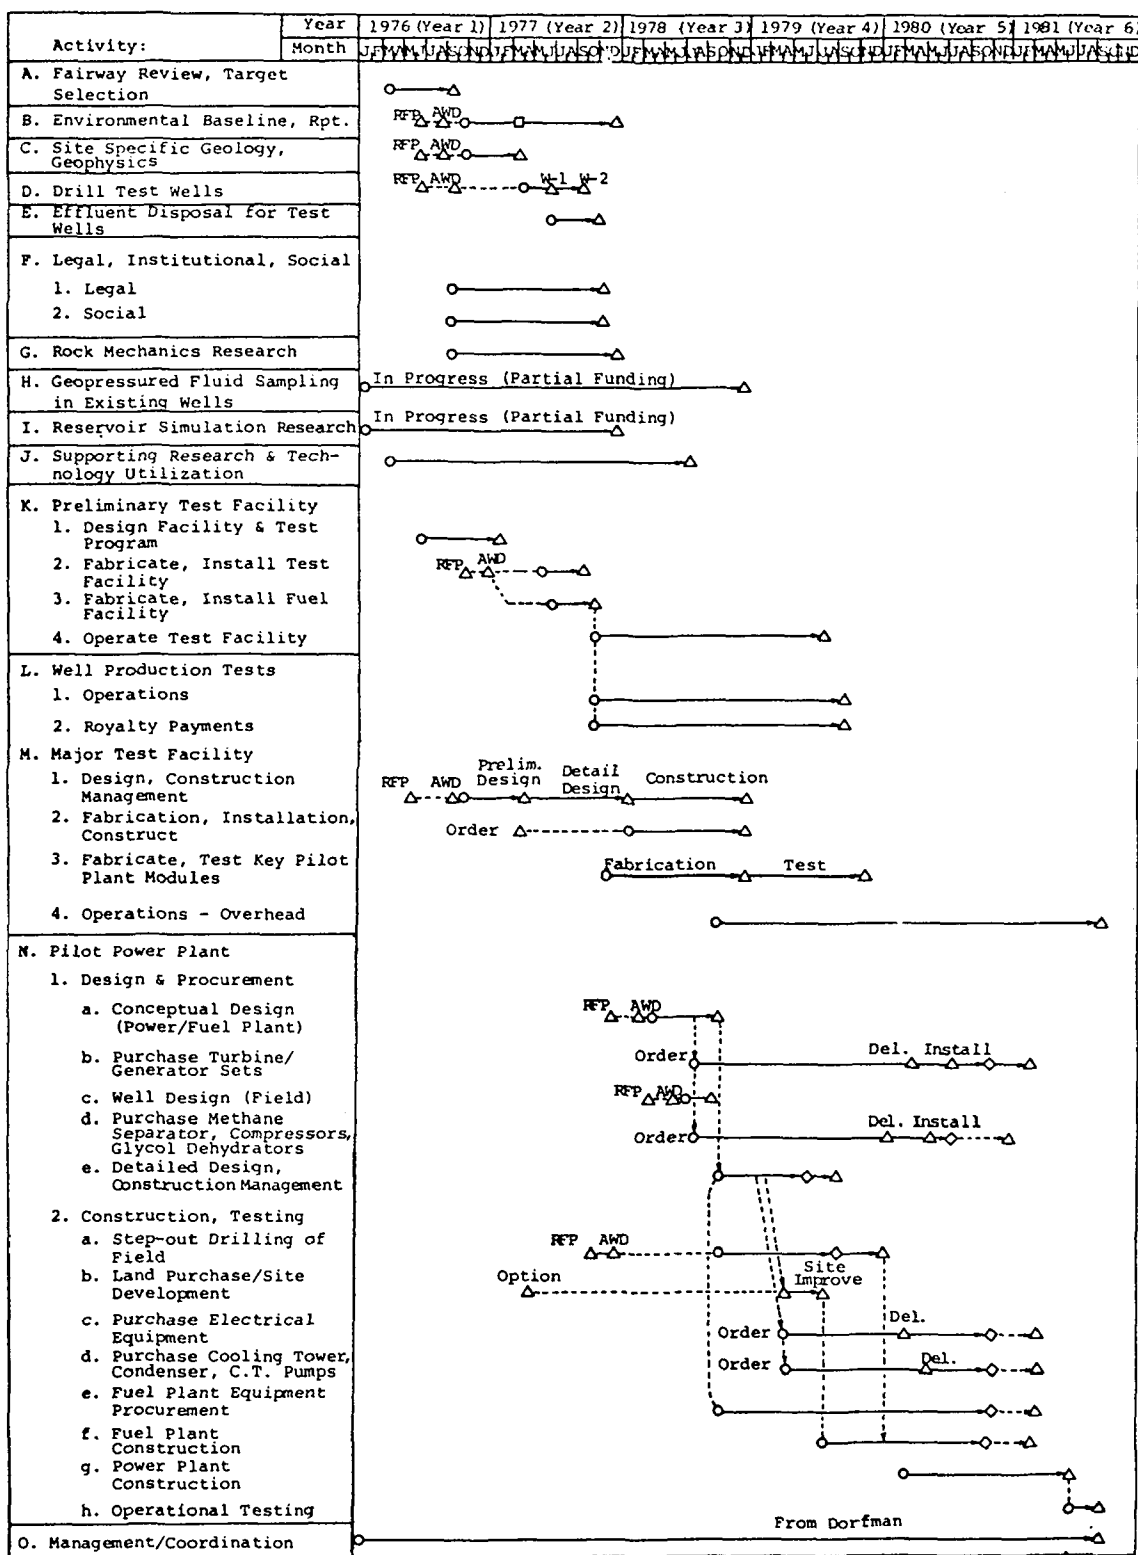 Year 1976 (Year 1) 1977 (Year 2) 1978 (Year 3) 1979 (Year 4) 1980 (Year 5) 1981 (Year 6)
Activity: Month JFMAMJJASOND JFMAMJJASOND JFMAMJJASOND JFMAMJJASOND JFMAMJJASOND JFMAMJJASOND
A. Fairway Review, Target
Selection
B. Environmental Baseline, Rpt. RFP AWD
C. Site Specific Geology, RFP AWD
Geophysics
D. Drill Test Wells RFP AWD W-1 W-2
E. Effluent Disposal for Test
Wells
F. Legal, Institutional, Social
1. Legal
2. Social
G. Rock Mechanics Research
H. Geopressured Fluid Sampling In Progress (Partial Funding)
in Existing Wells
I. Reservoir Simulation Research In Progress (Partial Funding)
J. Supporting Research & Tech-
nology Utilization
K. Preliminary Test Facility
1. Design Facility & Test
Program
2. Fabricate, Install Test RFP AWD
Facility
3. Fabricate, Install Fuel
Facility
4. Operate Test Facility
L. Well Production Tests
1. Operations
2. Royalty Payments
M. Major Test Facility
1. Design, Construction RFP AWD Prelim. Design Detail Design Construction
Management
2. Fabrication, Installation, Order
Construct
3. Fabricate, Test Key Pilot Fabrication Test
Plant Modules
4. Operations - Overhead
N. Pilot Power Plant
1. Design & Procurement
a. Conceptual Design RFP AWD
(Power/Fuel Plant)
b. Purchase Turbine/ Order Del. Install
Generator Sets
c. Well Design (Field) RFP AWD
d. Purchase Methane
Separator, Compressors, Order Del. Install
Glycol Dehydrators
e. Detailed Design,
Construction Management
2. Construction, Testing
a. Step-out Drilling of RFP AWD
Field
b. Land Purchase/Site Option Site Improve
Development
c. Purchase Electrical Order Del.
Equipment
d. Purchase Cooling Tower, Order Del.
Condenser, C.T. Pumps
e. Fuel Plant Equipment
Procurement
f. Fuel Plant
Construction
g. Power Plant
Construction
h. Operational Testing
From Dorfman
O. Management/Coordination